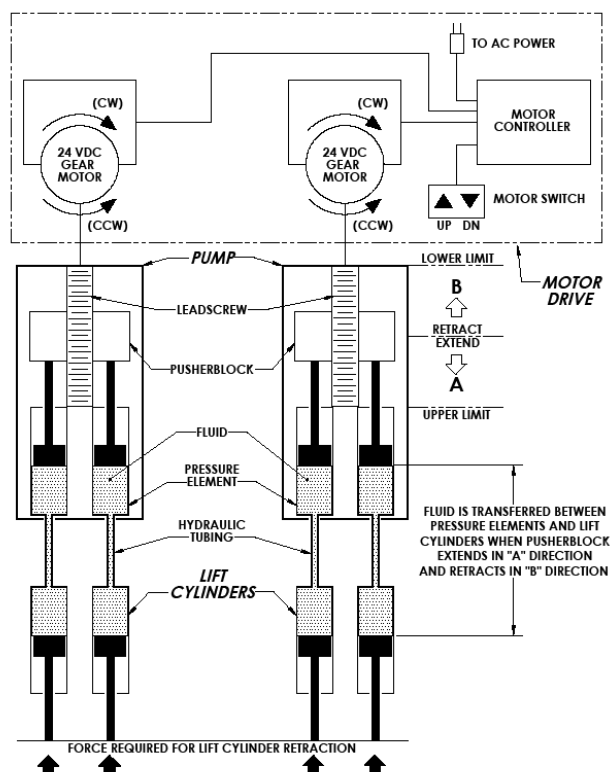 TO AC POWER
(CW)
(CW)
MOTOR
CONTROLLER
24 VDC
GEAR
MOTOR
24 VDC
GEAR
MOTOR
MOTOR SWITCH
UP DN
(CCW)
(CCW)
PUMP
LOWER LIMIT
MOTOR
DRIVE
B
LEADSCREW
RETRACT
EXTEND
PUSHERBLOCK
A
UPPER LIMIT
FLUID
PRESSURE
ELEMENT
FLUID IS TRANSFERRED BETWEEN
PRESSURE ELEMENTS AND LIFT
CYLINDERS WHEN PUSHERBLOCK
EXTENDS IN "A" DIRECTION
AND RETRACTS IN "B" DIRECTION
HYDRAULIC
TUBING
LIFT
CYLINDERS
FORCE REQUIRED FOR LIFT CYLINDER RETRACTION